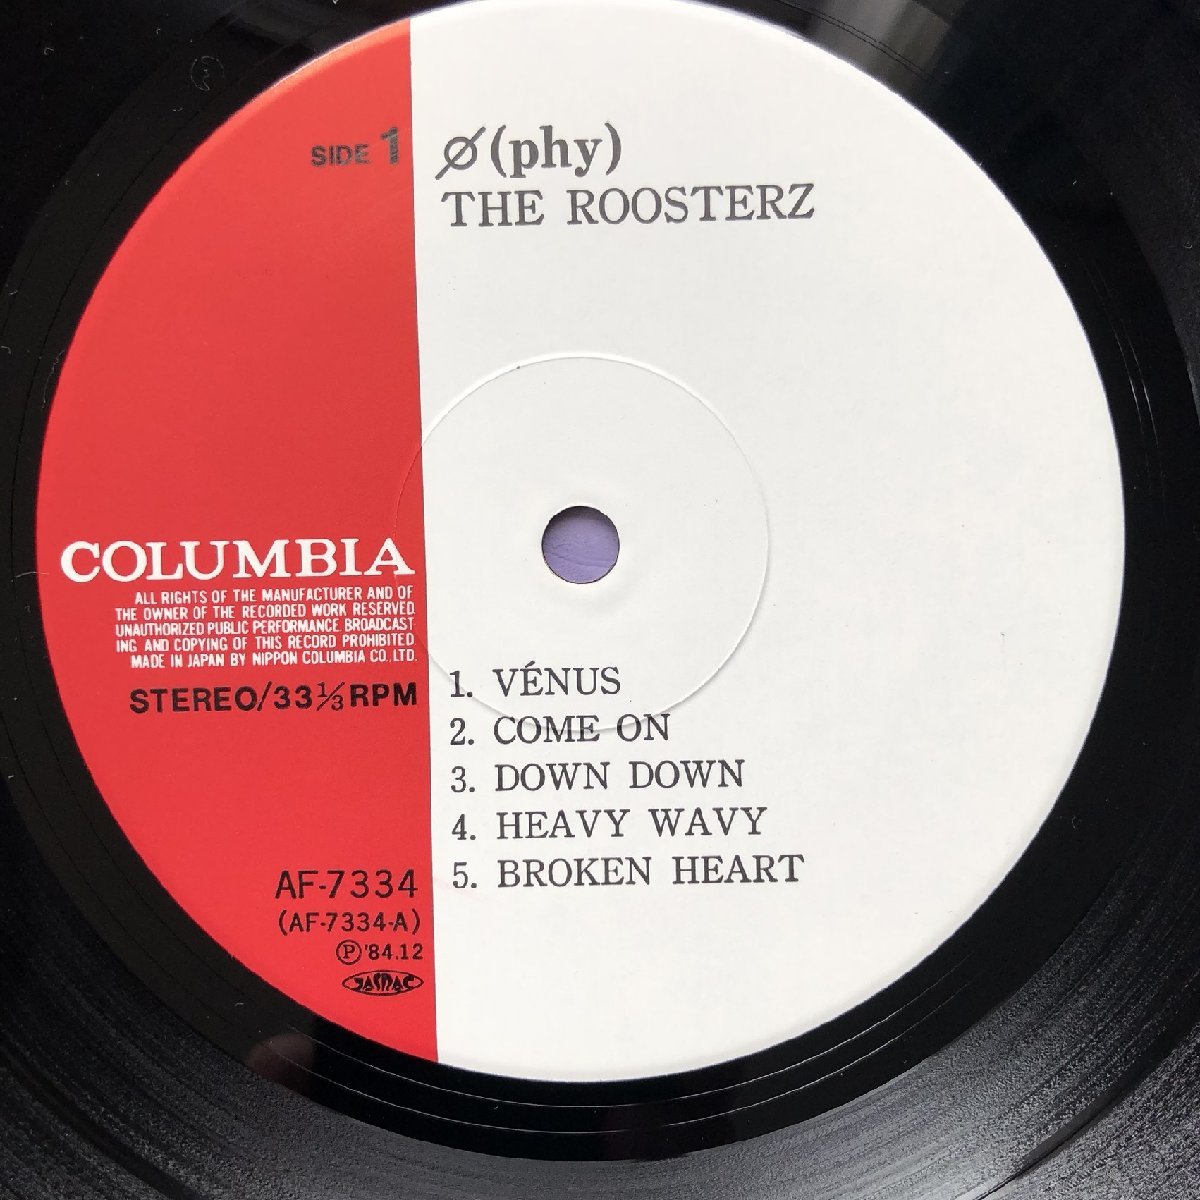 SIDE 1
∅(phy)
THE ROOSTERZ
COLUMBIA
ALL RIGHTS OF THE MANUFACTURER AND OF
THE OWNER OF THE RECORDED WORK RESERVED
UNAUTHORIZED PUBLIC PERFORMANCE. BROADCAST
ING AND COPYING OF THIS RECORD PROHIBITED
MADE IN JAPAN BY NIPPON COLUMBIA CO.,LTD.
STEREO/33⅓RPM
1. VÉNUS
2. COME ON
3. DOWN DOWN
4. HEAVY WAVY
5. BROKEN HEART
AF-7334
(AF-7334-A)
Ⓟ'84.12
JASRAC